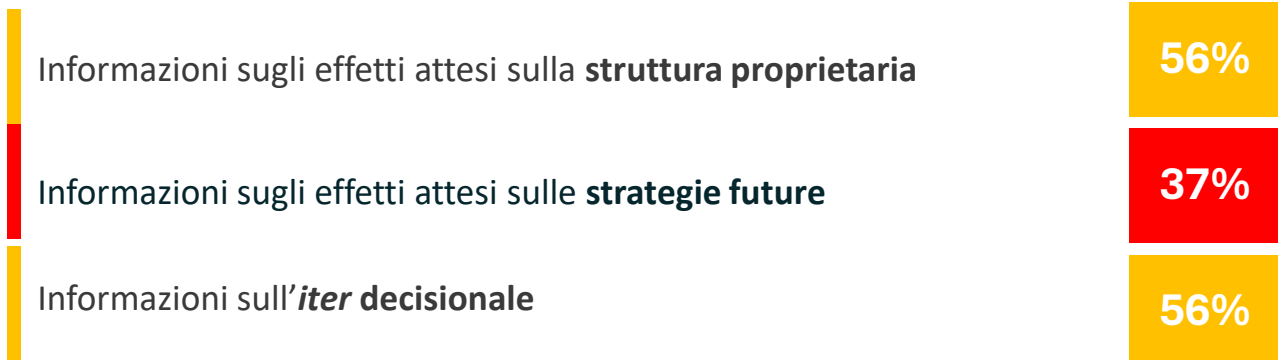 Informazioni sugli effetti attesi sulla struttura proprietaria 56%
Informazioni sugli effetti attesi sulle strategie future 37%
Informazioni sull'iter decisionale 56%